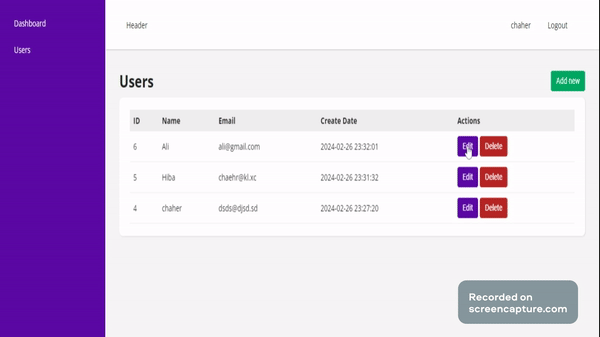 Dashboard
Users
Header
chaher
Logout
Users
Add new
ID Name Email Create Date Actions
6 Ali ali@gmail.com 2024-02-26 23:32:01 Edit Delete
5 Hiba chaehr@kl.xc 2024-02-26 23:31:32 Edit Delete
4 chaher dsds@djsd.sd 2024-02-26 23:27:20 Edit Delete
Recorded on
screencapture.com